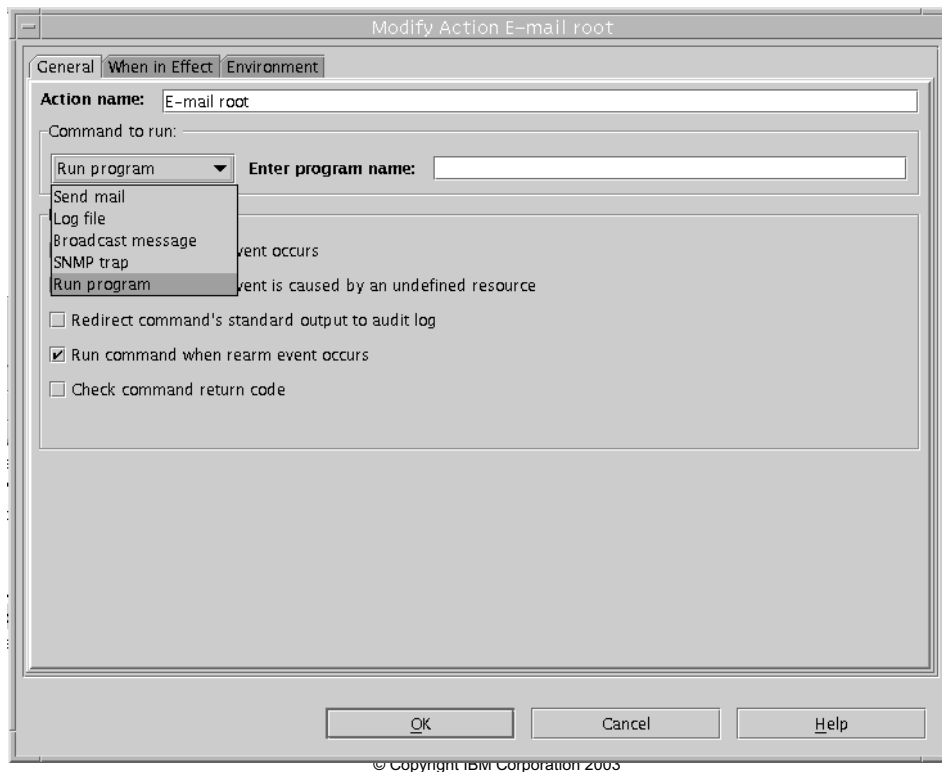 Modify Action E-mail root
General When in Effect Environment
Action name: E-mail root
Command to run:
Run program Enter program name:
Send mail
Log file
Broadcast message
SNMP trap
Run program
vent occurs
vent is caused by an undefined resource
Redirect command's standard output to audit log
Run command when rearm event occurs
Check command return code
OK Cancel Help
© Copyright IBM Corporation 2003